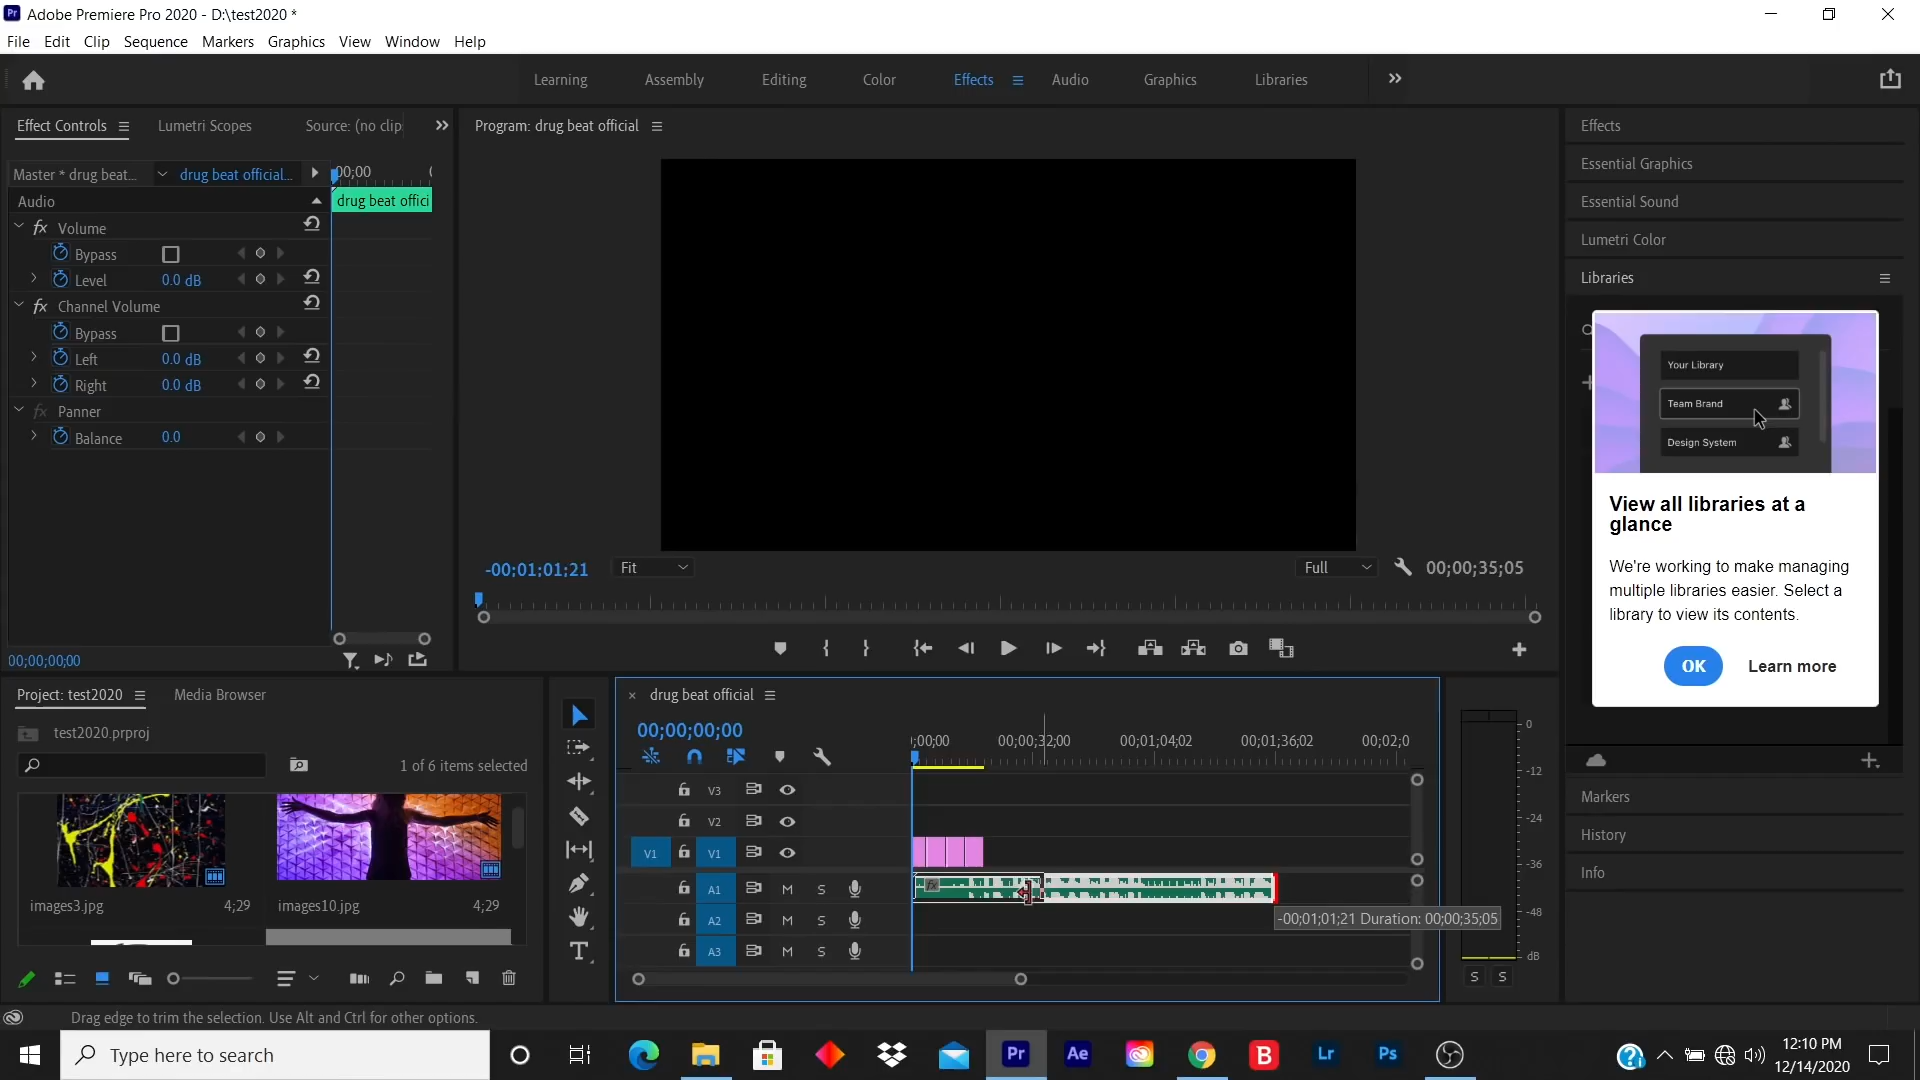 Pr Adobe Premiere Pro 2020 - D:\test2020 *
File Edit Clip Sequence Markers Graphics View Window Help
Learning Assembly Editing Color Effects Audio Graphics Libraries
Effect Controls Lumetri Scopes Source: (no clip
Program: drug beat official
Effects
Essential Graphics
Essential Sound
Lumetri Color
Libraries
Master * drug beat... drug beat official...
00;00
Audio
drug beat offici
fx Volume
Bypass
Level 0.0 dB
fx Channel Volume
Bypass
Left 0.0 dB
Right 0.0 dB
fx Panner
Balance 0.0
00;00;00;00
-00;01;01;21 Fit Full 00;00;35;05
Your Library
Team Brand
Design System
View all libraries at a
glance
We're working to make managing
multiple libraries easier. Select a
library to view its contents.
OK Learn more
Markers
History
Info
Project: test2020 Media Browser
test2020.prproj
1 of 6 items selected
images3.jpg 4;29
images10.jpg 4;29
drug beat official
00;00;00;00
;00;00 00;00;32;00 00;01;04;02 00;01;36;02 00;02;0
V3
V2
V1 V1
A1 M S
fx
A2 M S
A3 M S
-00;01;01;21 Duration: 00;00;35;05
0
-12
-24
-36
-48
dB
S S
Drag edge to trim the selection. Use Alt and Ctrl for other options.
Type here to search
Pr Ae B Lr Ps
12:10 PM
12/14/2020